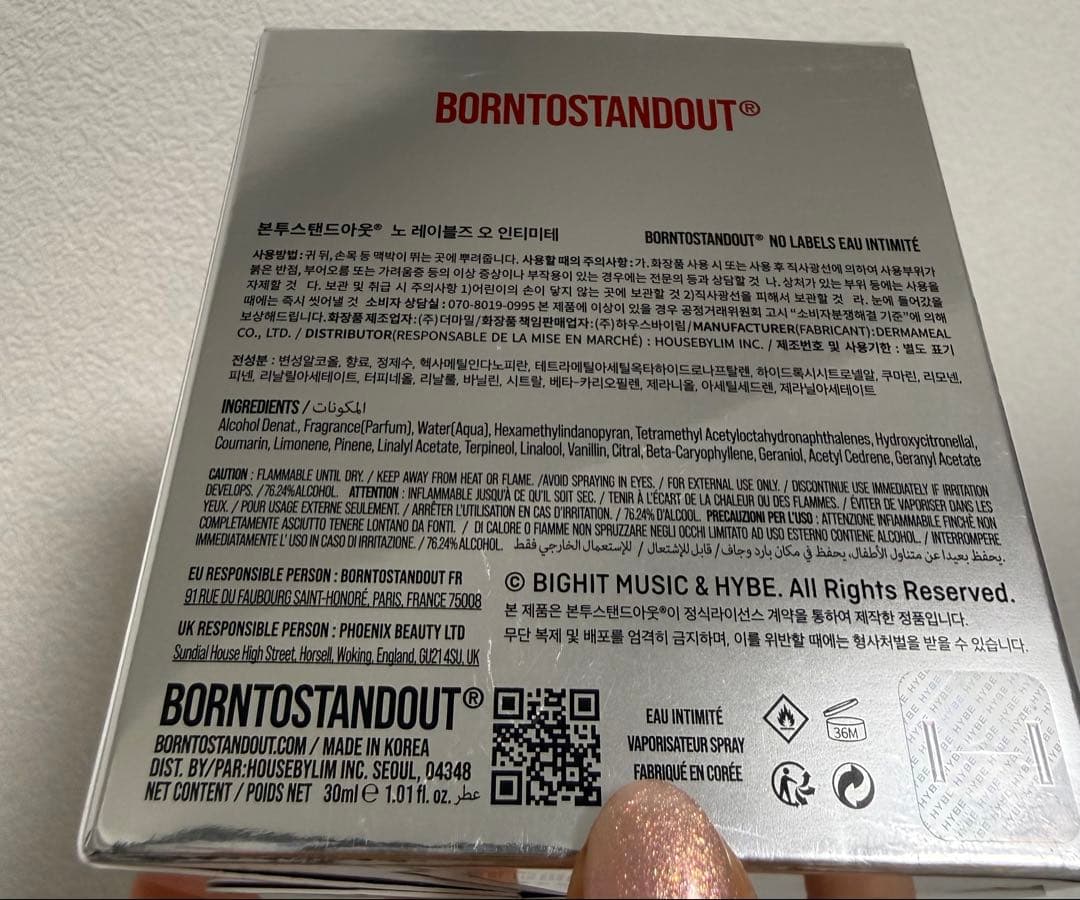 BORNTOSTANDOUT®
본투스탠드아웃® 노 레이블즈 오 인티미테
BORNTOSTANDOUT® NO LABELS EAU INTIMITÉ
사용방법 : 귀 뒤, 손목 등 맥박이 뛰는 곳에 뿌려줍니다. 사용할 때의 주의사항 : 가. 화장품 사용 시 또는 사용 후 직사광선에 의하여 사용부위가
붉은 반점, 부어오름 또는 가려움증 등의 이상 증상이나 부작용이 있는 경우에는 전문의 등과 상담할 것 나. 상처가 있는 부위 등에는 사용을
자제할 것 다. 보관 및 취급 시 주의사항 1)어린이의 손이 닿지 않는 곳에 보관할 것 2)직사광선을 피해서 보관할 것 라. 눈에 들어갔을
때에는 즉시 씻어낼 것 소비자 상담실 : 070-8019-0995 본 제품에 이상이 있을 경우 공정거래위원회 고시 “소비자분쟁해결 기준”에 의해
보상해드립니다. 화장품제조업자 : (주)더마밀/화장품책임판매업자 : (주)하우스바이림/MANUFACTURER(FABRICANT) : DERMAMEAL
CO., LTD. / DISTRIBUTOR(RESPONSABLE DE LA MISE EN MARCHÉ) : HOUSEBYLIM INC. / 제조번호 및 사용기한 : 별도 표기
전성분 : 변성알코올, 향료, 정제수, 헥사메틸인다노피란, 테트라메틸아세틸옥타하이드로나프탈렌, 하이드록시시트로넬알, 쿠마린, 리모넨,
피넨, 리날릴아세테이트, 터피네올, 리날룰, 바닐린, 시트랄, 베타-카리오필렌, 제라니올, 아세틸세드렌, 제라닐아세테이트
INGREDIENTS / المكونات
Alcohol Denat., Fragrance(Parfum), Water(Aqua), Hexamethylindanopyran, Tetramethyl Acetyloctahydronaphthalenes, Hydroxycitronellal,
Coumarin, Limonene, Pinene, Linalyl Acetate, Terpineol, Linalool, Vanillin, Citral, Beta-Caryophyllene, Geraniol, Acetyl Cedrene, Geranyl Acetate
CAUTION : FLAMMABLE UNTIL DRY. / KEEP AWAY FROM HEAT OR FLAME. /AVOID SPRAYING IN EYES. / FOR EXTERNAL USE ONLY. / DISCONTINUE USE IMMEDIATELY IF IRRITATION
DEVELOPS. /76.24%ALCOHOL. ATTENTION : INFLAMMABLE JUSQU'À CE QU'IL SOIT SEC. / TENIR À L'ÉCART DE LA CHALEUR OU DES FLAMMES. / ÉVITER DE VAPORISER DANS LES
YEUX. / POUR USAGE EXTERNE SEULEMENT. / ARRÊTER L'UTILISATION EN CAS D'IRRITATION. / 76.24% D'ALCOOL. PRECAUZIONI PER L'USO : ATTENZIONE INFIAMMABILE FINCHÉ NON
COMPLETAMENTE ASCIUTTO TENERE LONTANO DA FONTI. / DI CALORE O FIAMME NON SPRUZZARE NEGLI OCCHI LIMITATO AD USO ESTERNO CONTIENE ALCOHOL. / INTERROMPERE
IMMEDIATAMENTE L' USO IN CASO DI IRRITAZIONE. / 76.24%ALCOHOL. يحفظ بعيدا عن متناول الأطفال، يحفظ في مكان بارد وجاف/ قابل للإشتعال / للإستعمال الخارجي فقط.
EU RESPONSIBLE PERSON : BORNTOSTANDOUT FR
91 RUE DU FAUBOURG SAINT-HONORÉ, PARIS, FRANCE 75008
UK RESPONSIBLE PERSON : PHOENIX BEAUTY LTD
Sundial House High Street, Horsell, Woking, England, GU21 4SU, UK
© BIGHIT MUSIC & HYBE. All Rights Reserved.
본 제품은 본투스탠드아웃®이 정식라이선스 계약을 통하여 제작한 정품입니다.
무단 복제 및 배포를 엄격히 금지하며, 이를 위반할 때에는 형사처벌을 받을 수 있습니다.
BORNTOSTANDOUT®
BORNTOSTANDOUT.COM / MADE IN KOREA
DIST. BY/PAR:HOUSEBYLIM INC. SEOUL, 04348
NET CONTENT / POIDS NET 30ml ℮ 1.01 fl. oz. عطر
EAU INTIMITÉ
VAPORISATEUR SPRAY
FABRIQUÉ EN CORÉE
36M
HYBE HYBE HYBE